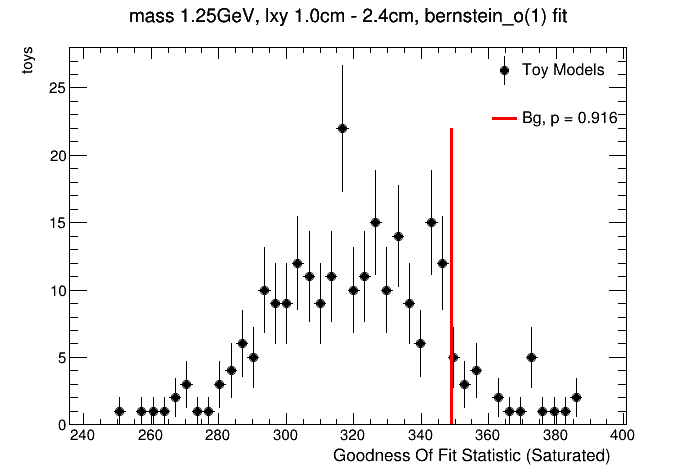 mass 1.25GeV, lxy 1.0cm - 2.4cm, bernstein_o(1) fit
toys
Toy Models
Bg, p = 0.916
25
20
15
10
5
0
240 260 280 300 320 340 360 380 400
Goodness Of Fit Statistic (Saturated)